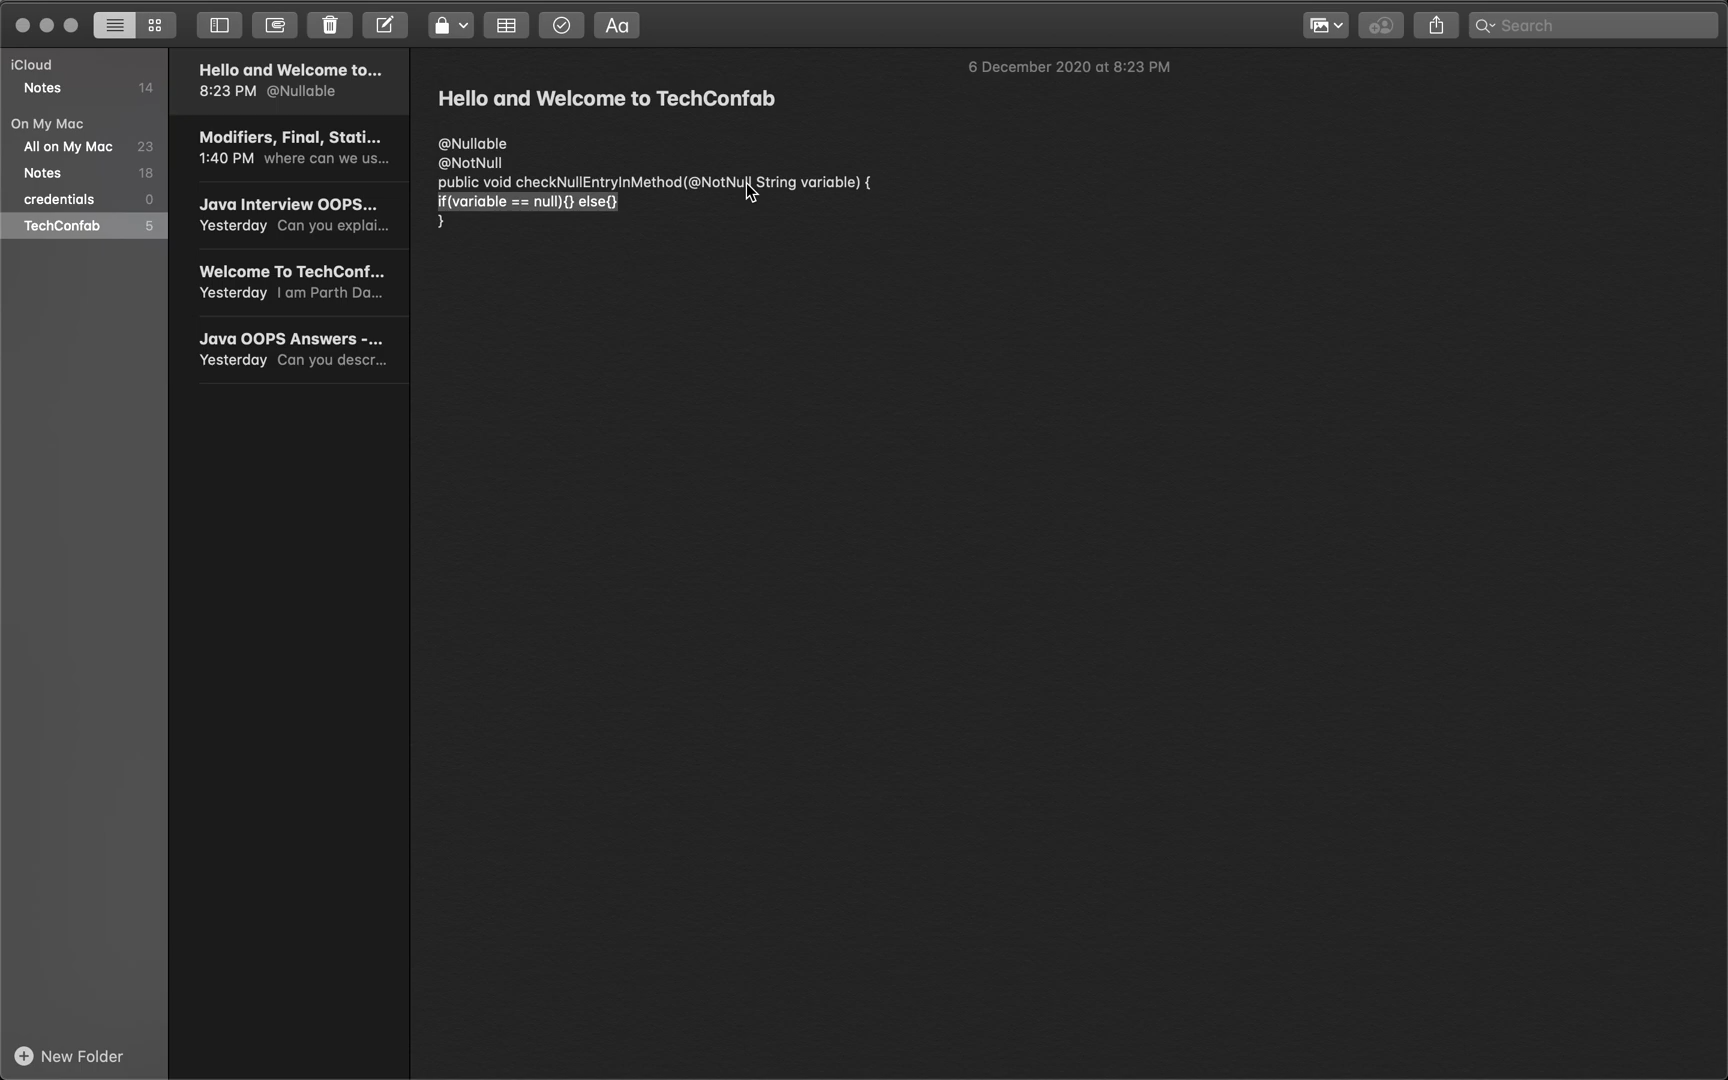 Aa
Search
iCloud
Notes 14
On My Mac
All on My Mac 23
Notes 18
credentials 0
TechConfab 5
New Folder
Hello and Welcome to...
8:23 PM @Nullable
Modifiers, Final, Stati...
1:40 PM where can we us...
Java Interview OOPS...
Yesterday Can you explai...
Welcome To TechConf...
Yesterday I am Parth Da...
Java OOPS Answers -...
Yesterday Can you descr...
6 December 2020 at 8:23 PM
Hello and Welcome to TechConfab
@Nullable
@NotNull
public void checkNullEntryInMethod(@NotNull String variable) {
if(variable == null){} else{}
}